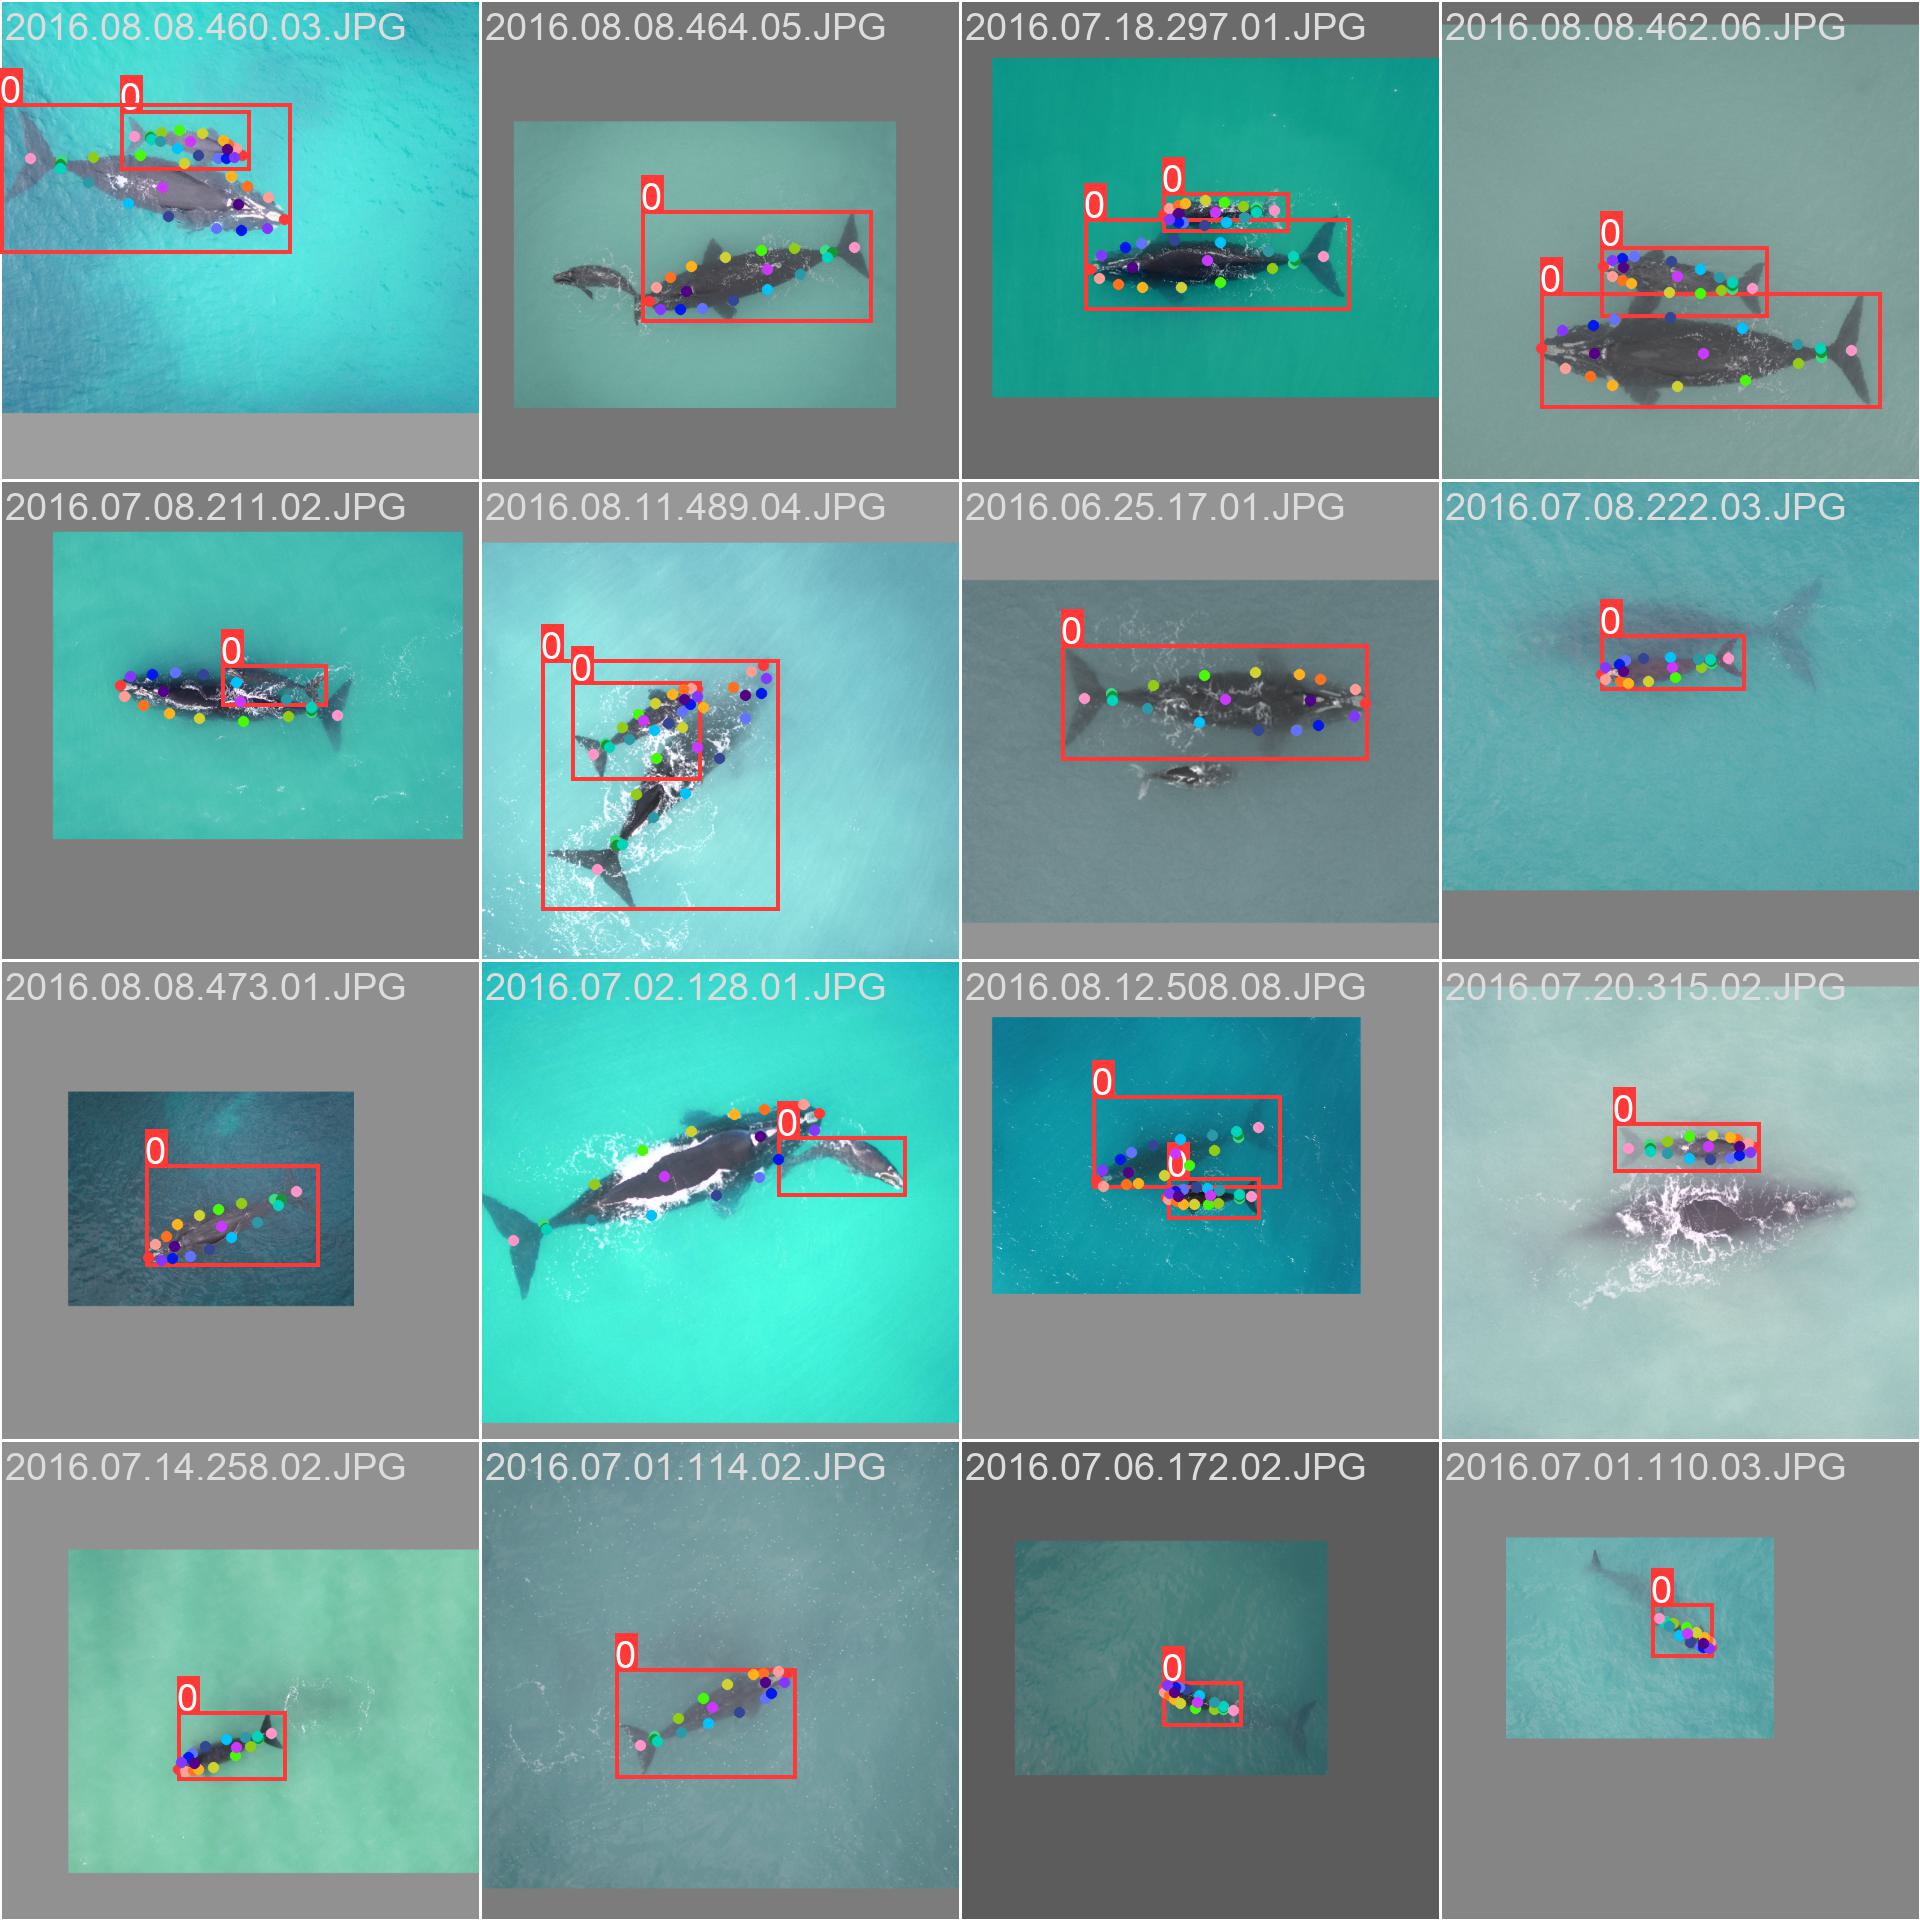 2016.08.08.460.03.JPG
0
0
2016.08.08.464.05.JPG
0
2016.07.18.297.01.JPG
0
0
2016.08.08.462.06.JPG
0
0
2016.07.08.211.02.JPG
0
2016.08.11.489.04.JPG
0
0
2016.06.25.17.01.JPG
0
2016.07.08.222.03.JPG
0
2016.08.08.473.01.JPG
0
2016.07.02.128.01.JPG
0
2016.08.12.508.08.JPG
0
0
2016.07.20.315.02.JPG
0
2016.07.14.258.02.JPG
0
2016.07.01.114.02.JPG
0
2016.07.06.172.02.JPG
0
2016.07.01.110.03.JPG
0